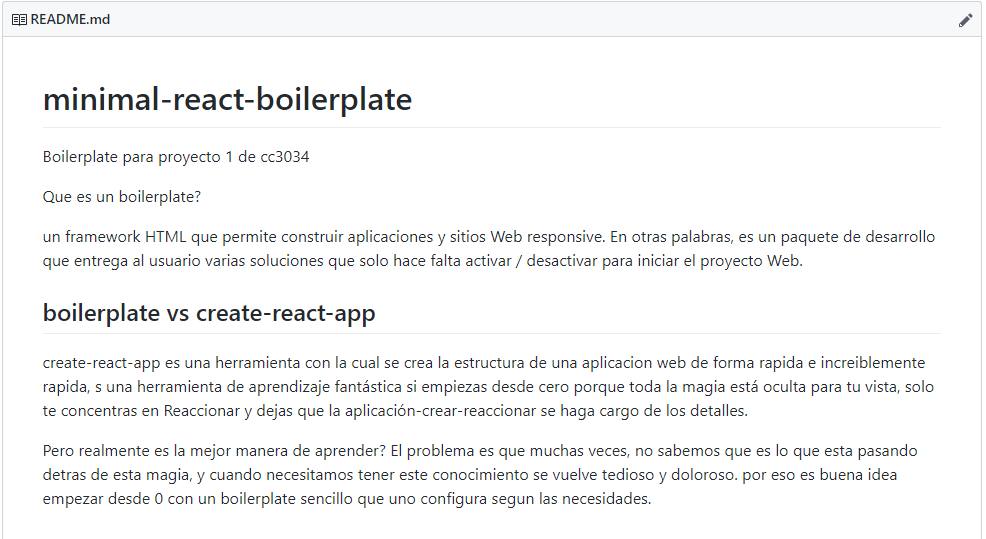 README.md
minimal-react-boilerplate
Boilerplate para proyecto 1 de cc3034
Que es un boilerplate?
un framework HTML que permite construir aplicaciones y sitios Web responsive. En otras palabras, es un paquete de desarrollo
que entrega al usuario varias soluciones que solo hace falta activar / desactivar para iniciar el proyecto Web.
boilerplate vs create-react-app
create-react-app es una herramienta con la cual se crea la estructura de una aplicacion web de forma rapida e increiblemente
rapida, s una herramienta de aprendizaje fantástica si empiezas desde cero porque toda la magia está oculta para tu vista, solo
te concentras en Reaccionar y dejas que la aplicación-crear-reaccionar se haga cargo de los detalles.
Pero realmente es la mejor manera de aprender? El problema es que muchas veces, no sabemos que es lo que esta pasando
detras de esta magia, y cuando necesitamos tener este conocimiento se vuelve tedioso y doloroso. por eso es buena idea
empezar desde 0 con un boilerplate sencillo que uno configura segun las necesidades.